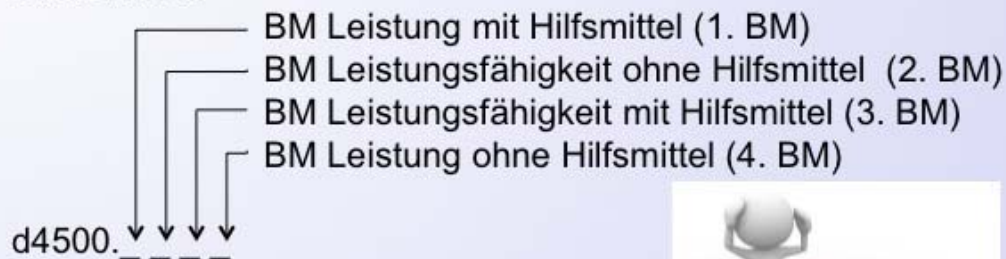 BM Leistung mit Hilfsmittel (1. BM)
BM Leistungsfähigkeit ohne Hilfsmittel (2. BM)
BM Leistungsfähigkeit mit Hilfsmittel (3. BM)
BM Leistung ohne Hilfsmittel (4. BM)
d4500._ _ _ _